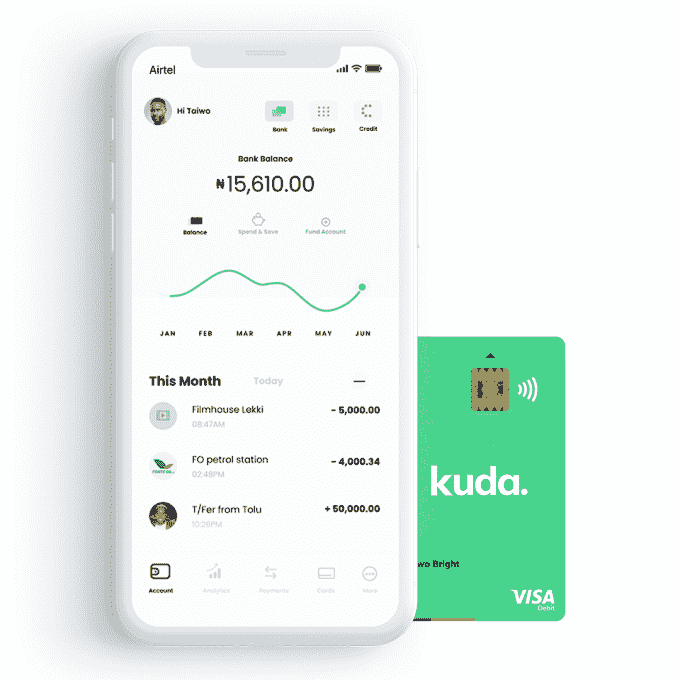 Airtel
Hi Taiwo
Bank
Savings
Credit
Bank Balance
₦15,610.00
Balance
Spend & Save
Fund Account
JAN FEB MAR APR MAY JUN
This Month Today
Filmhouse Lekki - 5,000.00
08:47AM
FO petrol station - 4,000.34
02:48PM
T/Fer from Tolu + 50,000.00
10:26PM
Account Analytics Payments Cards More
kuda.
wo Bright
VISA
Debit